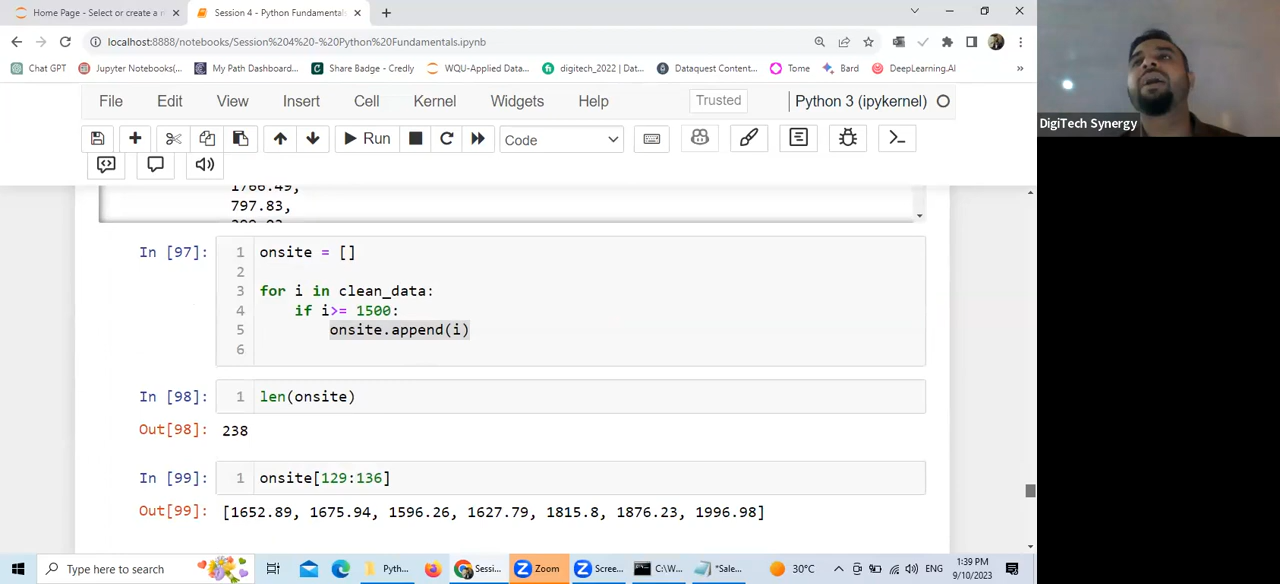 Home Page - Select or create a n
Session 4 - Python Fundamentals
localhost:8888/notebooks/Session%204%20-%20Python%20Fundamentals.ipynb
Chat GPT
Jupyter Notebooks(...
My Path Dashboard...
Share Badge - Credly
WQU-Applied Data...
digitech_2022 | Dat...
Dataquest Content...
Tome
Bard
DeepLearning.AI
»
File Edit View Insert Cell Kernel Widgets Help Trusted Python 3 (ipykernel)
Run Code
DigiTech Synergy
1766.49,
797.83,
In [97]:
1 onsite = []
2
3 for i in clean_data:
4 if i>= 1500:
5 onsite.append(i)
6
In [98]: 1 len(onsite)
Out[98]: 238
In [99]: 1 onsite[129:136]
Out[99]: [1652.89, 1675.94, 1596.26, 1627.79, 1815.8, 1876.23, 1996.98]
Type here to search
Pyth...
Sessi...
Zoom
Scree...
C:\W...
"Sale...
30°C
ENG
1:39 PM
9/10/2023